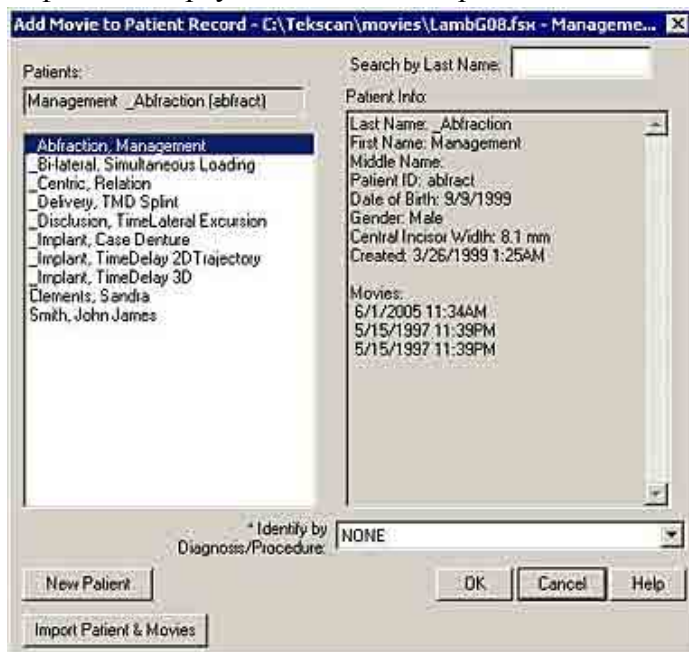 Add Movie to Patient Record - C:\Tekscan\movies\LambG08.fsx - Manageme...
Patients:
Search by Last Name:
Management _Abfraction (abfract)
Patient Info:
_Abfraction, Management
_Bi-lateral, Simultaneous Loading
_Centric, Relation
_Delivery, TMD Splint
_Disclusion, TimeLateral Excursion
_Implant, Case Denture
_Implant, TimeDelay 2DTrajectory
_Implant, TimeDelay 3D
Clements, Sandra
Smith, John James
Last Name: _Abfraction
First Name: Management
Middle Name:
Patient ID: abfract
Date of Birth: 9/9/1999
Gender: Male
Central Incisor Width: 8.1 mm
Created: 3/26/1999 1:25AM
Movies:
6/1/2005 11:34AM
5/15/1997 11:39PM
5/15/1997 11:39PM
* Identify by
Diagnosis/Procedure:
NONE
New Patient
OK
Cancel
Help
Import Patient & Movies